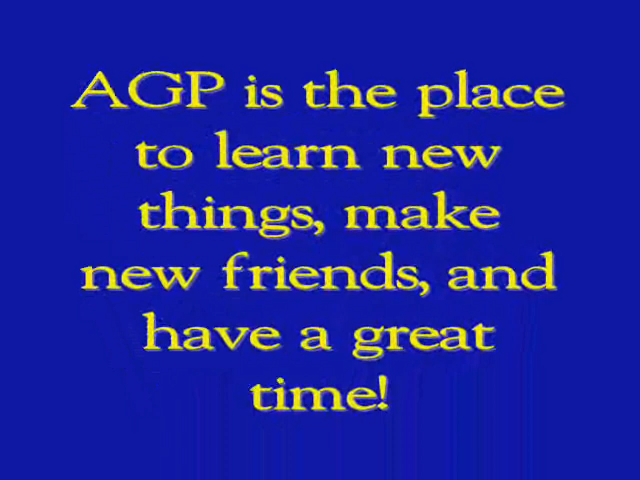 AGP is the place
to learn new
things, make
new friends, and
have a great
time!